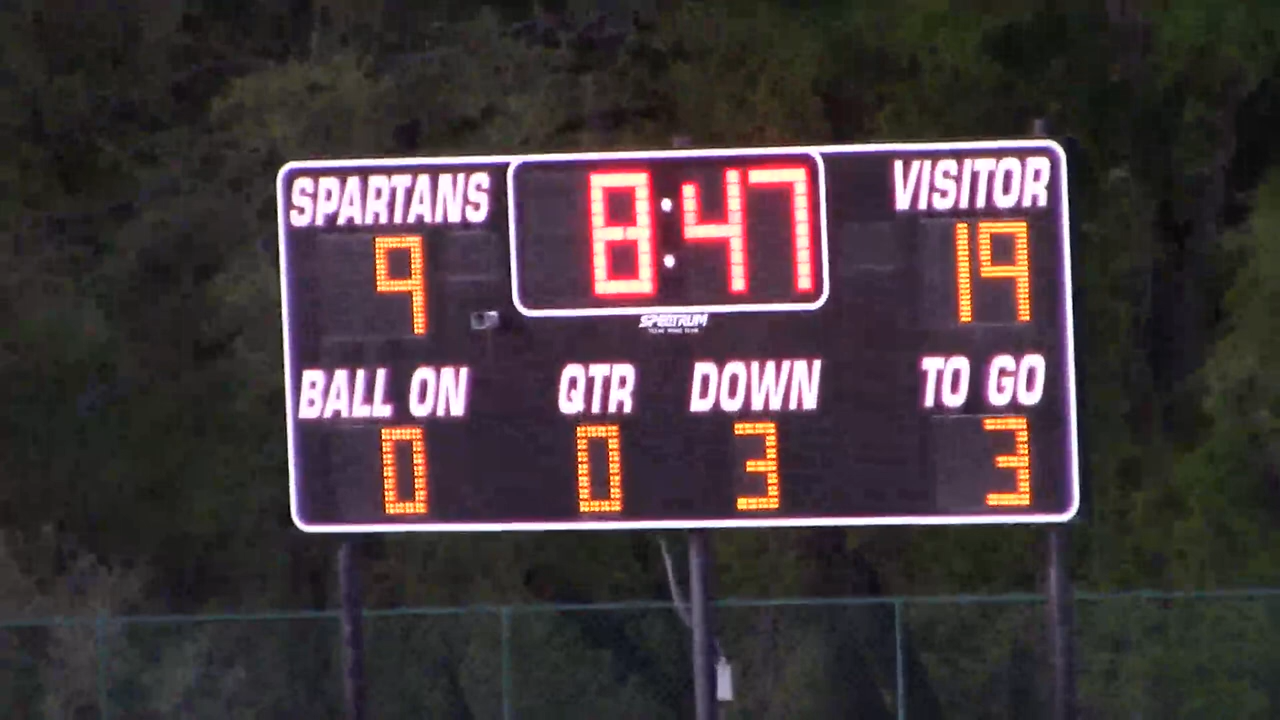 SPARTANS 8:47 VISITOR
9 19
SPECTRUM
BALL ON QTR DOWN TO GO
0 0 3 3